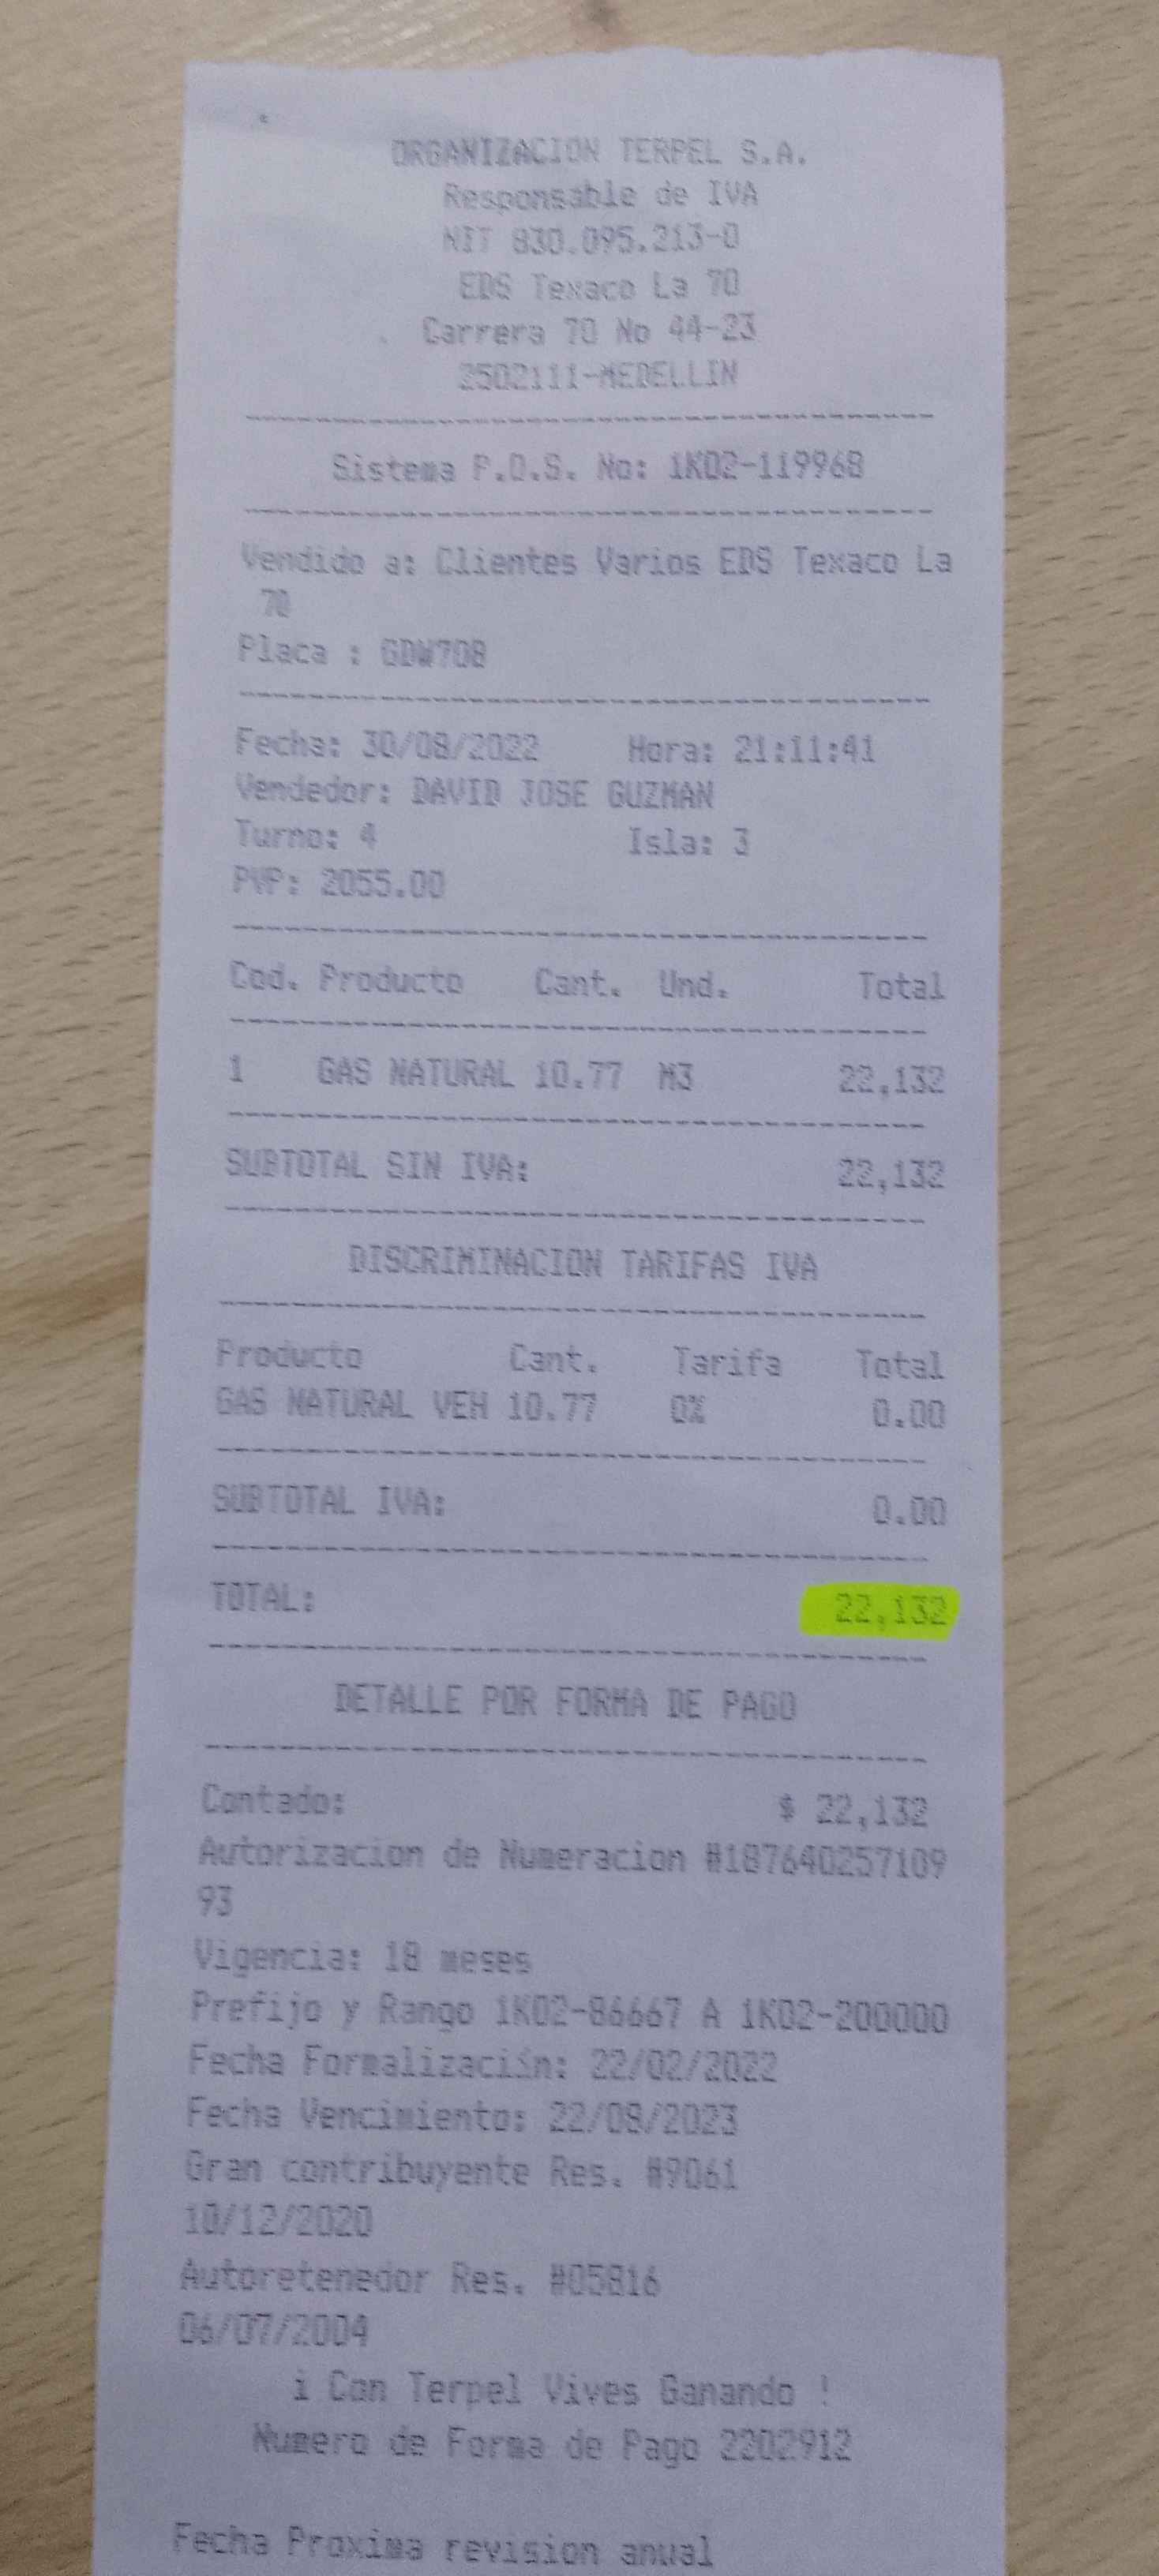 ORGANIZACION TERPEL S.A.
Responsable de IVA
NIT 830.095.213-0
EDS Texaco La 70
Carrera 70 No 44-23
2502111-MEDELLIN
Sistema P.O.S. No: 1K02-119968
Vendido a: Clientes Varios EDS Texaco La
70
Placa : GDW708
Fecha: 30/08/2022 Hora: 21:11:41
Vendedor: DAVID JOSE GUZMAN
Turno: 4 Isla: 3
PVP: 2055.00
Cod. Producto Cant. Und. Total
1 GAS NATURAL 10.77 M3 22,132
SUBTOTAL SIN IVA: 22,132
DISCRIMINACION TARIFAS IVA
Producto Cant. Tarifa Total
GAS NATURAL VEH 10.77 0% 0.00
SUBTOTAL IVA: 0.00
TOTAL: 22,132
DETALLE POR FORMA DE PAGO
Contado: $ 22,132
Autorizacion de Numeracion #187640257109
93
Vigencia: 18 meses
Prefijo y Rango 1K02-86667 A 1K02-200000
Fecha Formalizacíín: 22/02/2022
Fecha Vencimiento: 22/08/2023
Gran contribuyente Res. #9061
10/12/2020
Autoretenedor Res. #05816
06/07/2004
¡ Con Terpel Vives Ganando !
Numero de Forma de Pago 2202912
Fecha Proxima revision anual